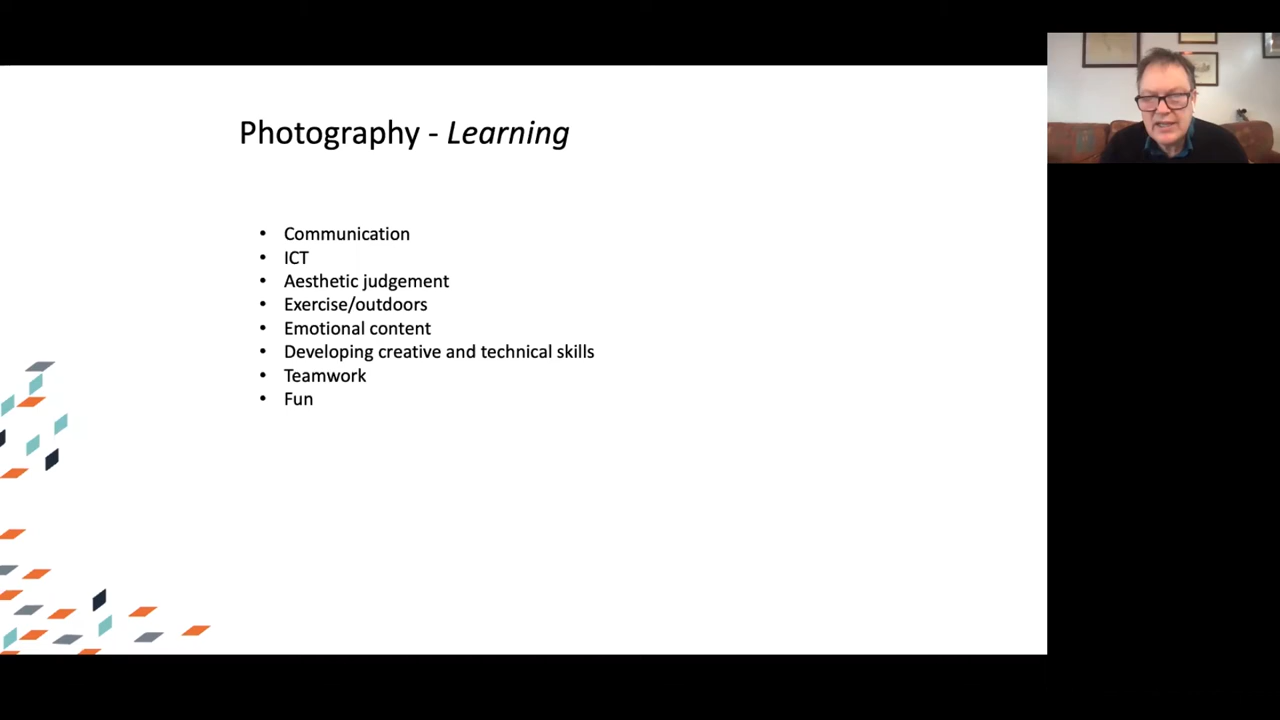 Photography - Learning
• Communication
• ICT
• Aesthetic judgement
• Exercise/outdoors
• Emotional content
• Developing creative and technical skills
• Teamwork
• Fun